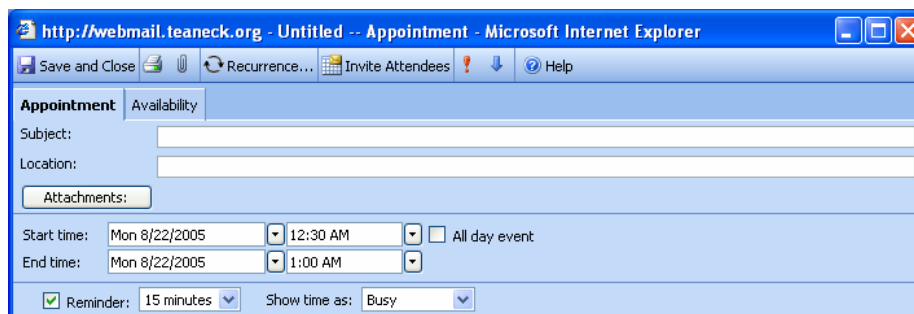 http://webmail.teaneck.org - Untitled -- Appointment - Microsoft Internet Explorer
Save and Close Recurrence... Invite Attendees Help
Appointment Availability
Subject:
Location:
Attachments:
Start time: Mon 8/22/2005 12:30 AM All day event
End time: Mon 8/22/2005 1:00 AM
Reminder: 15 minutes Show time as: Busy